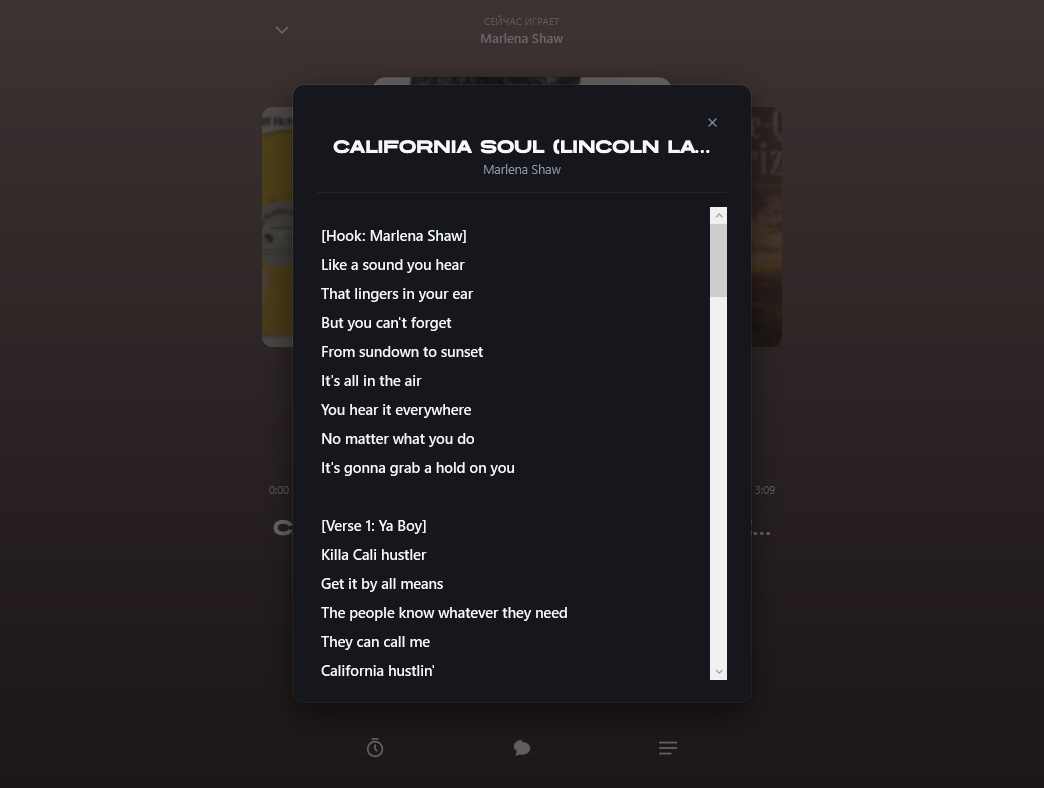 СЕЙЧАС ИГРАЕТ
Marlena Shaw
CALIFORNIA SOUL (LINCOLN LA...
Marlena Shaw
[Hook: Marlena Shaw]
Like a sound you hear
That lingers in your ear
But you can't forget
From sundown to sunset
It's all in the air
You hear it everywhere
No matter what you do
It's gonna grab a hold on you
[Verse 1: Ya Boy]
Killa Cali hustler
Get it by all means
The people know whatever they need
They can call me
California hustlin'
0:00
3:09